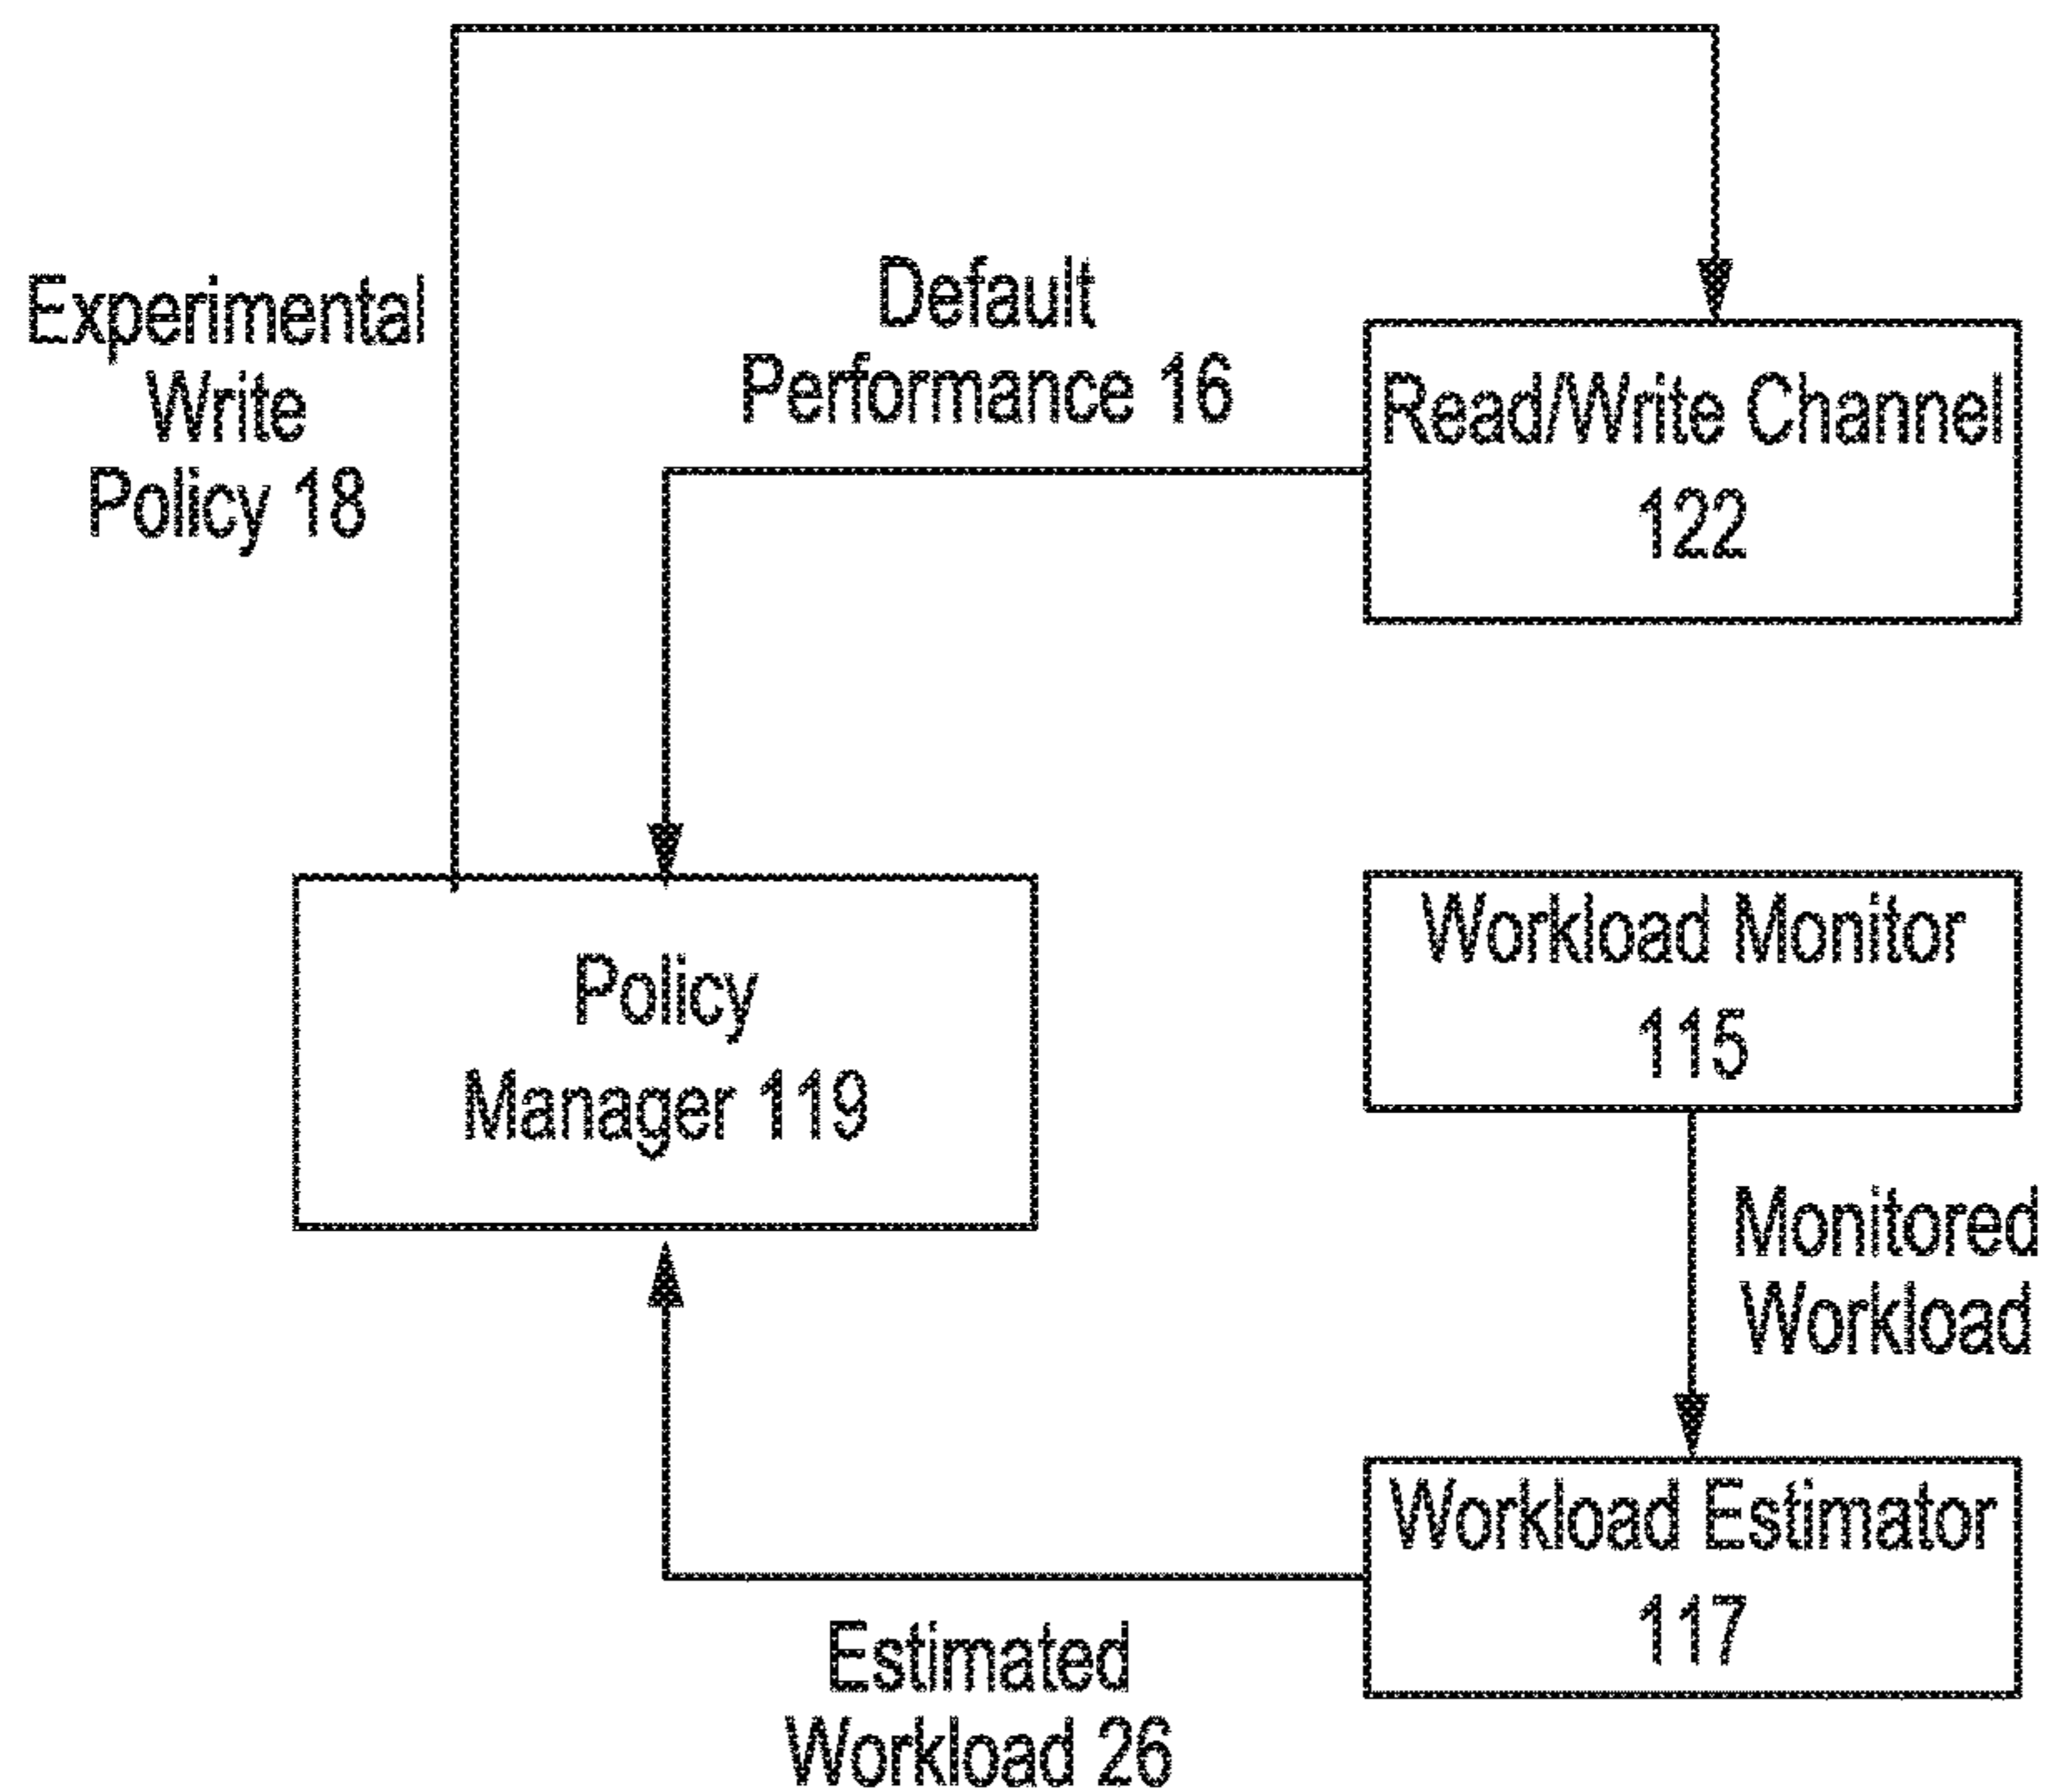 Experimental
Write
Policy 18
Default
Performance 16
Read/Write Channel
122
Policy
Manager 119
Workload Monitor
115
Monitored
Workload
Workload Estimator
117
Estimated
Workload 26